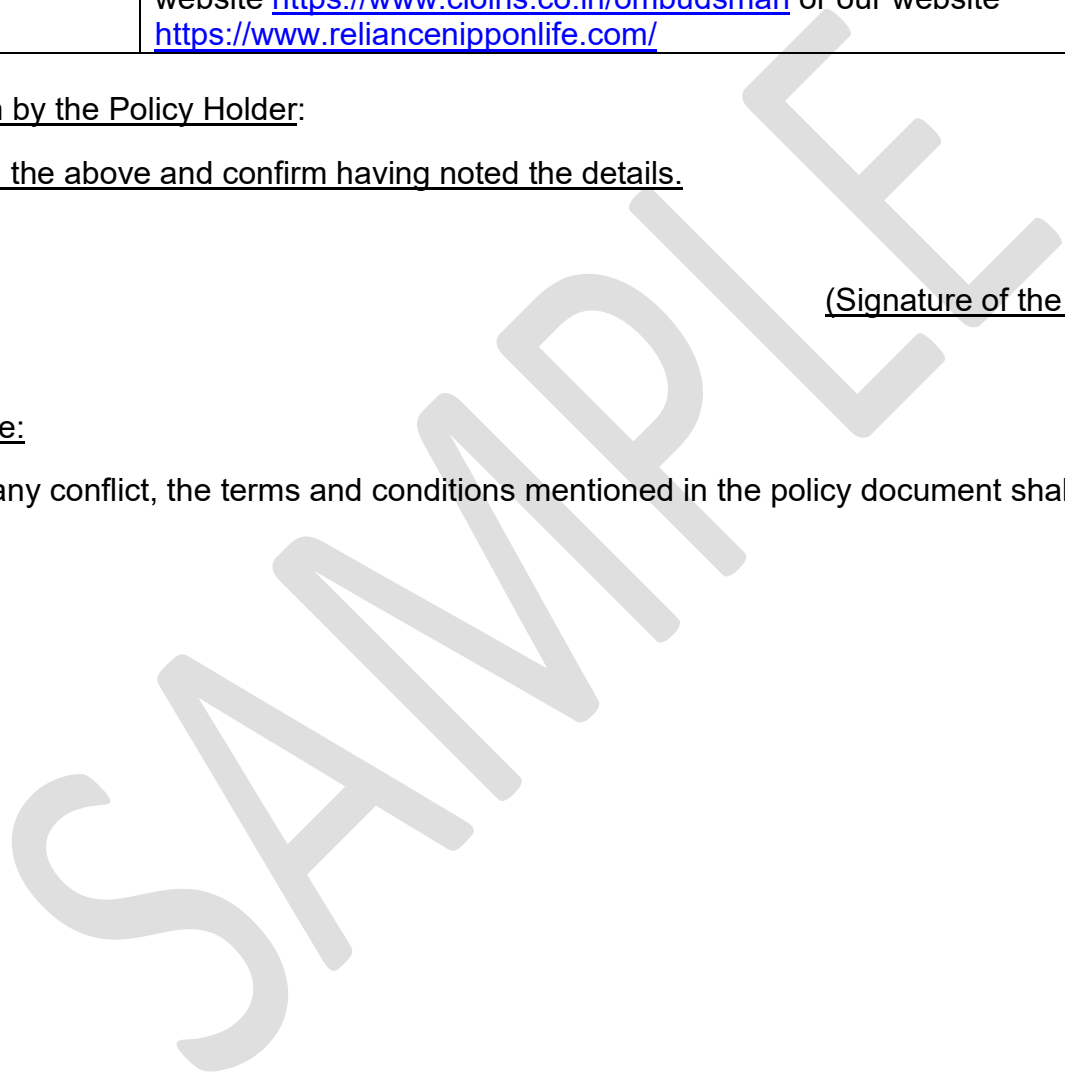 website https://www.cioins.co.in/ombudsman or our website
https://www.reliancenipponlife.com/
by the Policy Holder:
the above and confirm having noted the details.
(Signature of the
e:
any conflict, the terms and conditions mentioned in the policy document
SAMPLE